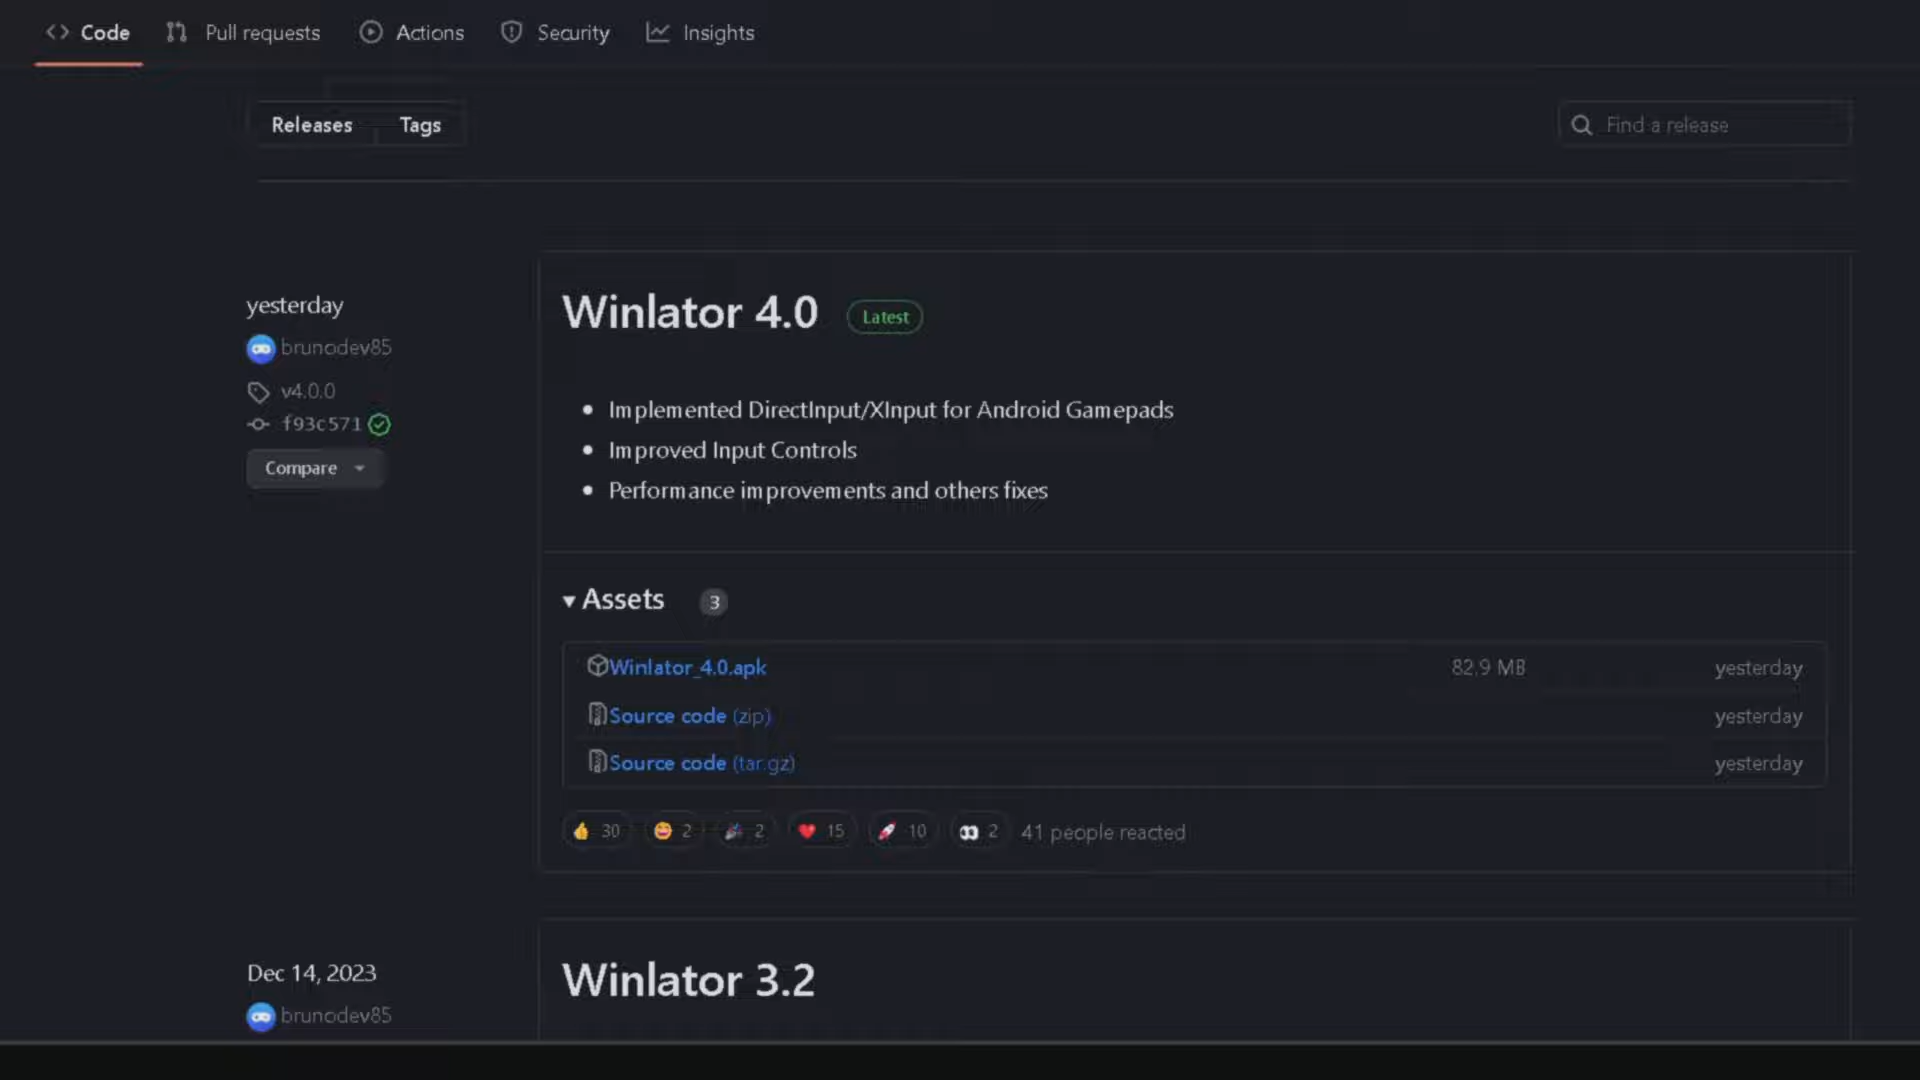 Code Pull requests Actions Security Insights
Releases Tags Find a release
yesterday
brunodev85
v4.0.0
f93c571
Compare
Winlator 4.0 Latest
Implemented DirectInput/XInput for Android Gamepads
Improved Input Controls
Performance improvements and others fixes
Assets 3
Winlator_4.0.apk 82.9 MB yesterday
Source code (zip) yesterday
Source code (tar.gz) yesterday
30 2 2 15 10 2 41 people reacted
Dec 14, 2023
brunodev85
Winlator 3.2